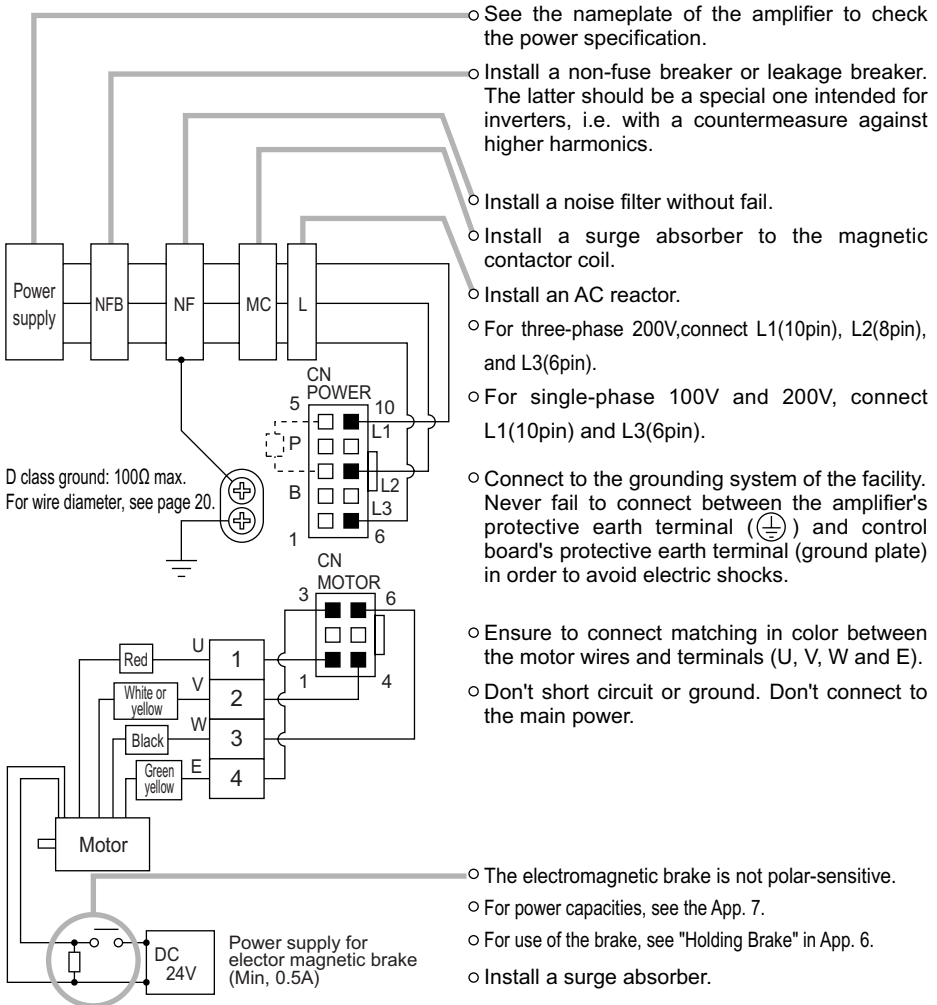 See the nameplate of the amplifier to check
the power specification.
Install a non-fuse breaker or leakage breaker.
The latter should be a special one intended for
inverters, i.e. with a countermeasure against
higher harmonics.
Install a noise filter without fail.
Install a surge absorber to the magnetic
contactor coil.
Install an AC reactor.
For three-phase 200V,connect L1(10pin), L2(8pin),
and L3(6pin).
For single-phase 100V and 200V, connect
L1(10pin) and L3(6pin).
Connect to the grounding system of the facility.
Never fail to connect between the amplifier's
protective earth terminal ( ) and control
board's protective earth terminal (ground plate)
in order to avoid electric shocks.
Ensure to connect matching in color between
the motor wires and terminals (U, V, W and E).
Don't short circuit or ground. Don't connect to
the main power.
The electromagnetic brake is not polar-sensitive.
For power capacities, see the App. 7.
For use of the brake, see "Holding Brake" in App. 6.
Install a surge absorber.
Power
supply
NFB
NF
MC
L
CN
POWER
5
10
L1
P
L2
B
L3
1
6
D class ground: 100Ω max.
For wire diameter, see page 20.
CN
MOTOR
3
6
1
4
Red
U
1
White or
yellow
V
2
Black
W
3
Green
yellow
E
4
Motor
DC
24V
Power supply for
elector magnetic brake
(Min, 0.5A)